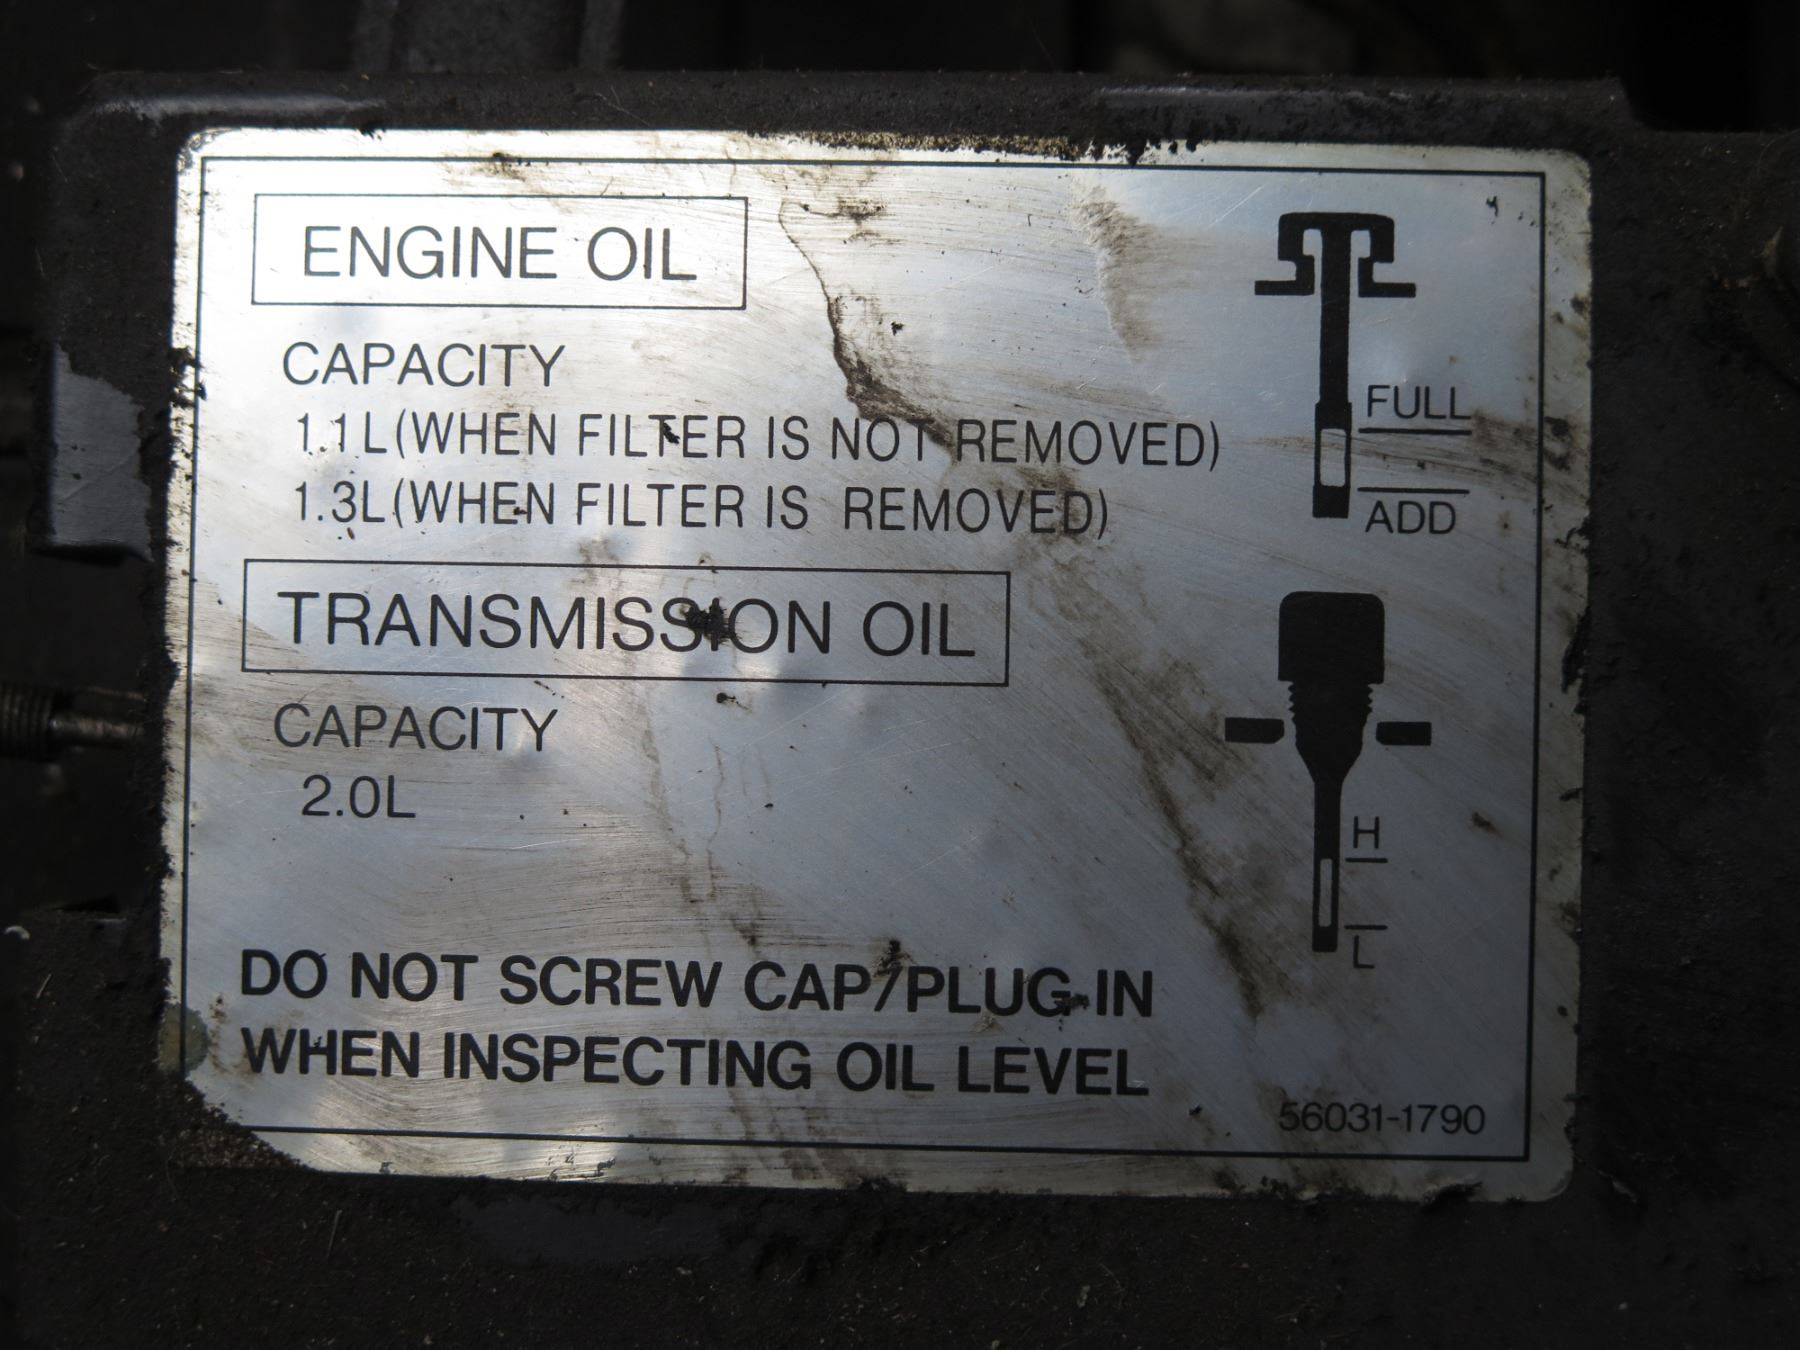 ENGINE OIL
CAPACITY
1.1L(WHEN FILTER IS NOT REMOVED)
1.3L(WHEN FILTER IS REMOVED)
FULL
ADD
TRANSMISSION OIL
CAPACITY
2.0L
H
L
DO NOT SCREW CAP/PLUG-IN
WHEN INSPECTING OIL LEVEL
56031-1790